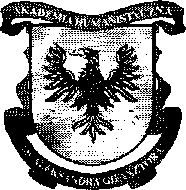 AKADEMIA HUMANISTYCZNA
ALEKSANDRA GIEYSZTORA